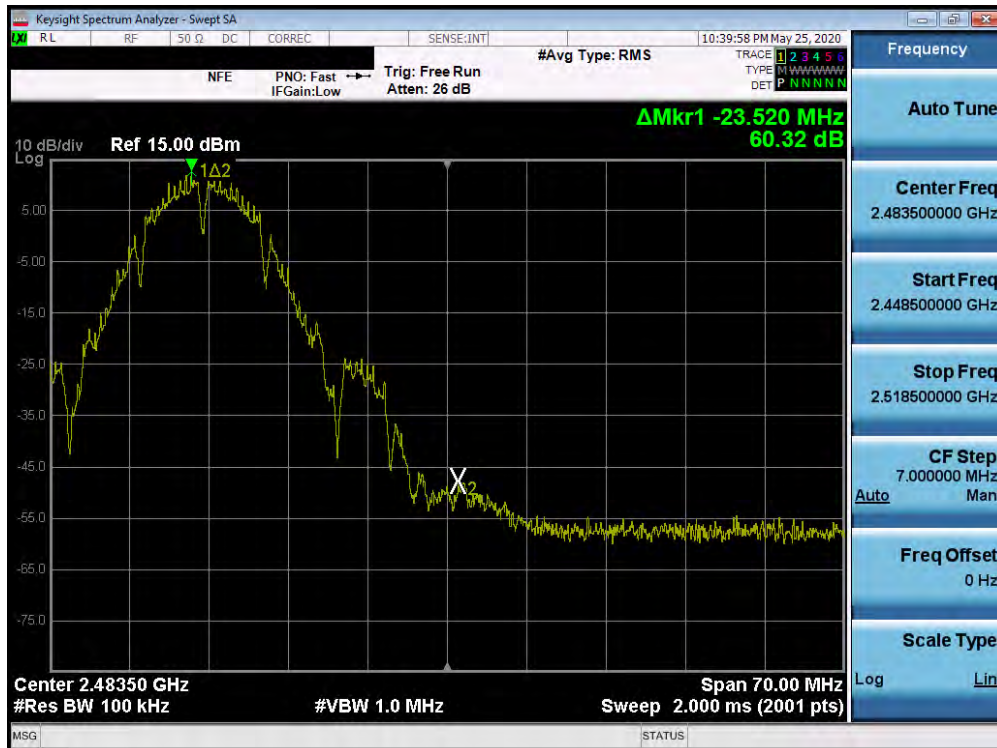 Keysight Spectrum Analyzer - Swept SA
LXI RL RF 50 Ω DC CORREC SENSE:INT 10:39:58 PM May 25, 2020
#Avg Type: RMS
TRACE 1 2 3 4 5 6
TYPE M W W W W W
DET P N N N N N
NFE
PNO: Fast
IFGain:Low
Trig: Free Run
Atten: 26 dB
ΔMkr1 -23.520 MHz
60.32 dB
10 dB/div
Log
Ref 15.00 dBm
1Δ2
5.00
-5.00
-15.0
-25.0
-35.0
-45.0
-55.0
-65.0
-75.0
X2
Center 2.48350 GHz
Span 70.00 MHz
#Res BW 100 kHz
#VBW 1.0 MHz
Sweep 2.000 ms (2001 pts)
MSG
STATUS
Frequency
Auto Tune
Center Freq
2.483500000 GHz
Start Freq
2.448500000 GHz
Stop Freq
2.518500000 GHz
CF Step
7.000000 MHz
Auto Man
Freq Offset
0 Hz
Scale Type
Log Lin